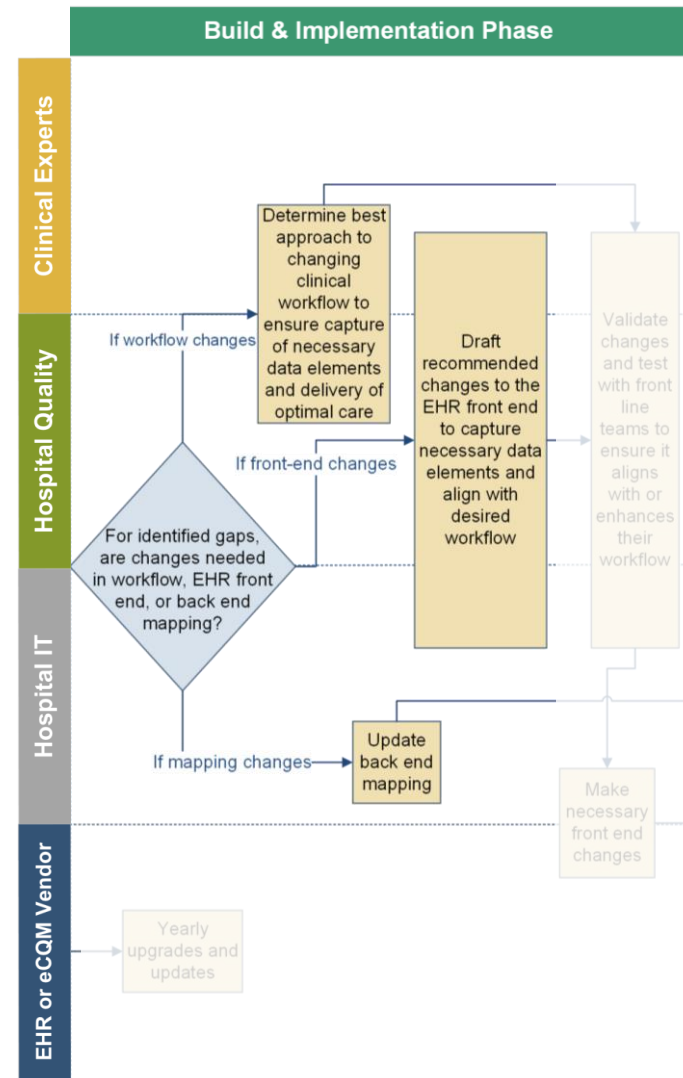 Build & Implementation Phase
Clinical Experts
Determine best
approach to
changing
clinical
workflow to
ensure capture
of necessary
data elements
and delivery of
optimal care
Draft
recommended
changes to the
EHR front end
to capture
necessary data
elements and
align with
desired
workflow
Validate
changes
and test
with front
line
teams to
ensure it
aligns
with or
enhances
their
workflow
Hospital Quality
If workflow changes
If front-end changes
For identified gaps,
are changes needed
in workflow, EHR front
end, or back end
mapping?
Hospital IT
If mapping changes
Update
back end
mapping
Make
necessary
front end
changes
EHR or eCQM Vendor
Yearly
upgrades and
updates